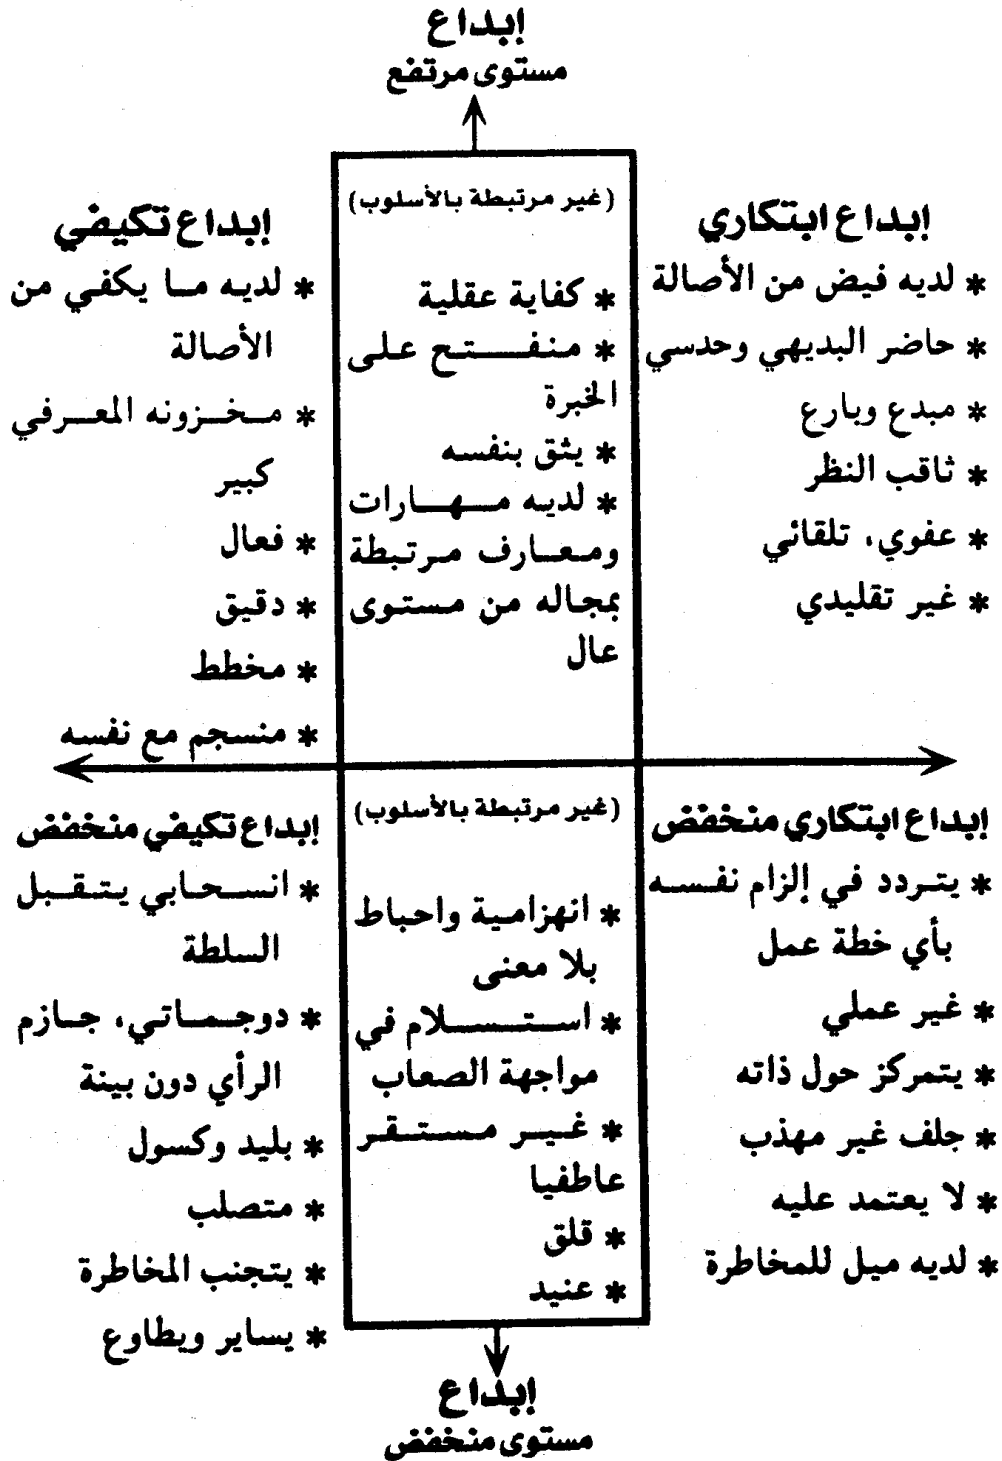 إبداع
مستوى مرتفع
إبداع ابتكاري
* لديه فيض من الأصالة
* حاضر البديهي وحدسي
* مبدع وبارع
* ثاقب النظر
* عفوي، تلقائي
* غير تقليدي
(غير مرتبطة بالأسلوب)
* كفاية عقلية
* منفتح على
الخبرة
* يثق بنفسه
* لديه مهارات
ومعارف مرتبطة
بمجاله من مستوى
عال
إبداع تكيفي
* لديه ما يكفي من
الأصالة
* مخزونه المعرفي
كبير
* فعال
* دقيق
* مخطط
* منسجم مع نفسه
إبداع ابتكاري منخفض
* يتردد في إلزام نفسه
بأي خطة عمل
* غير عملي
* يتمركز حول ذاته
* جلف غير مهذب
* لا يعتمد عليه
* لديه ميل للمخاطرة
(غير مرتبطة بالأسلوب)
* انهزامية واحباط
بلا معنى
* استسلام في
مواجهة الصعاب
* غير مستقر
عاطفيا
* قلق
* عنيد
إبداع تكيفي منخفض
* انسحابي يتقبل
السلطة
* دوجماتي، جازم
الرأي دون بينة
* بليد وكسول
* متصلب
* يتجنب المخاطرة
* يساير ويطاوع
إبداع
مستوى منخفض